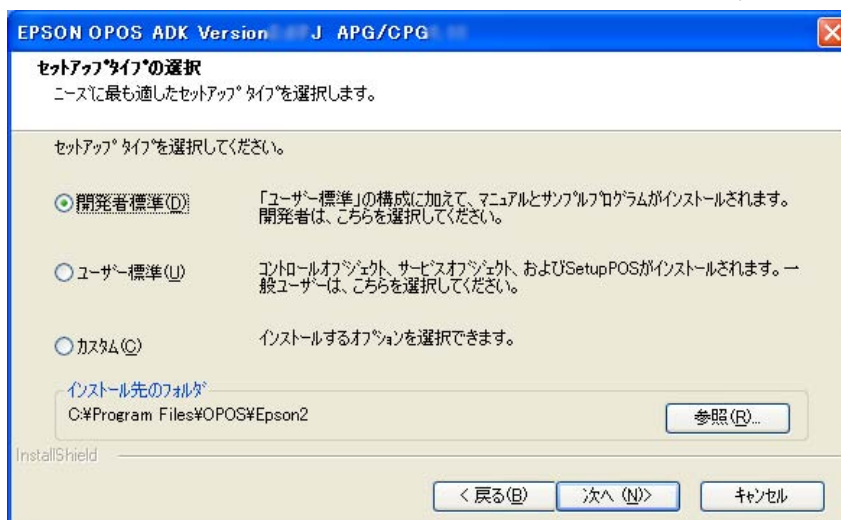 EPSON OPOS ADK Version J APG/CPG
セットアップ タイプの選択
ニーズに最も適したセットアップ タイプを選択します。
セットアップ タイプを選択してください。
開発者標準(D)
「ユーザー標準」の構成に加えて、マニュアルとサンプルプログラムがインストールされます。
開発者は、こちらを選択してください。
ユーザー標準(U)
コントロールオブジェクト、サービスオブジェクト、およびSetupPOSがインストールされます。一
般ユーザーは、こちらを選択してください。
カスタム(C)
インストールするオプションを選択できます。
インストール先のフォルダ
C:¥Program Files¥OPOS¥Epson2
参照(R)...
InstallShield
< 戻る(B)
次へ (N)>
キャンセル